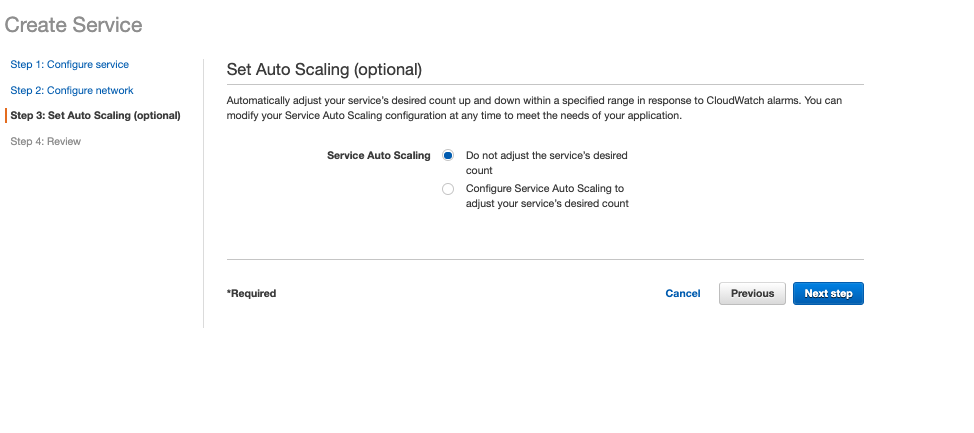 Create Service
Step 1: Configure service
Step 2: Configure network
Step 3: Set Auto Scaling (optional)
Step 4: Review
Set Auto Scaling (optional)
Automatically adjust your service's desired count up and down within a specified range in response to CloudWatch alarms. You can
modify your Service Auto Scaling configuration at any time to meet the needs of your application.
Service Auto Scaling
Do not adjust the service's desired
count
Configure Service Auto Scaling to
adjust your service's desired count
*Required
Cancel
Previous
Next step